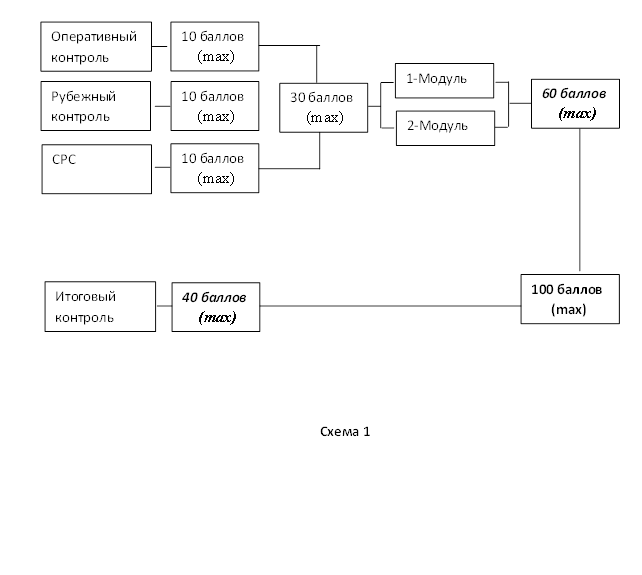 Оперативный
контроль
10 баллов
(max)
Рубежный
контроль
10 баллов
(max)
СРС
10 баллов
(max)
30 баллов
(max)
1-Модуль
2-Модуль
60 баллов
(max)
Итоговый
контроль
40 баллов
(max)
100 баллов
(max)
Схема 1